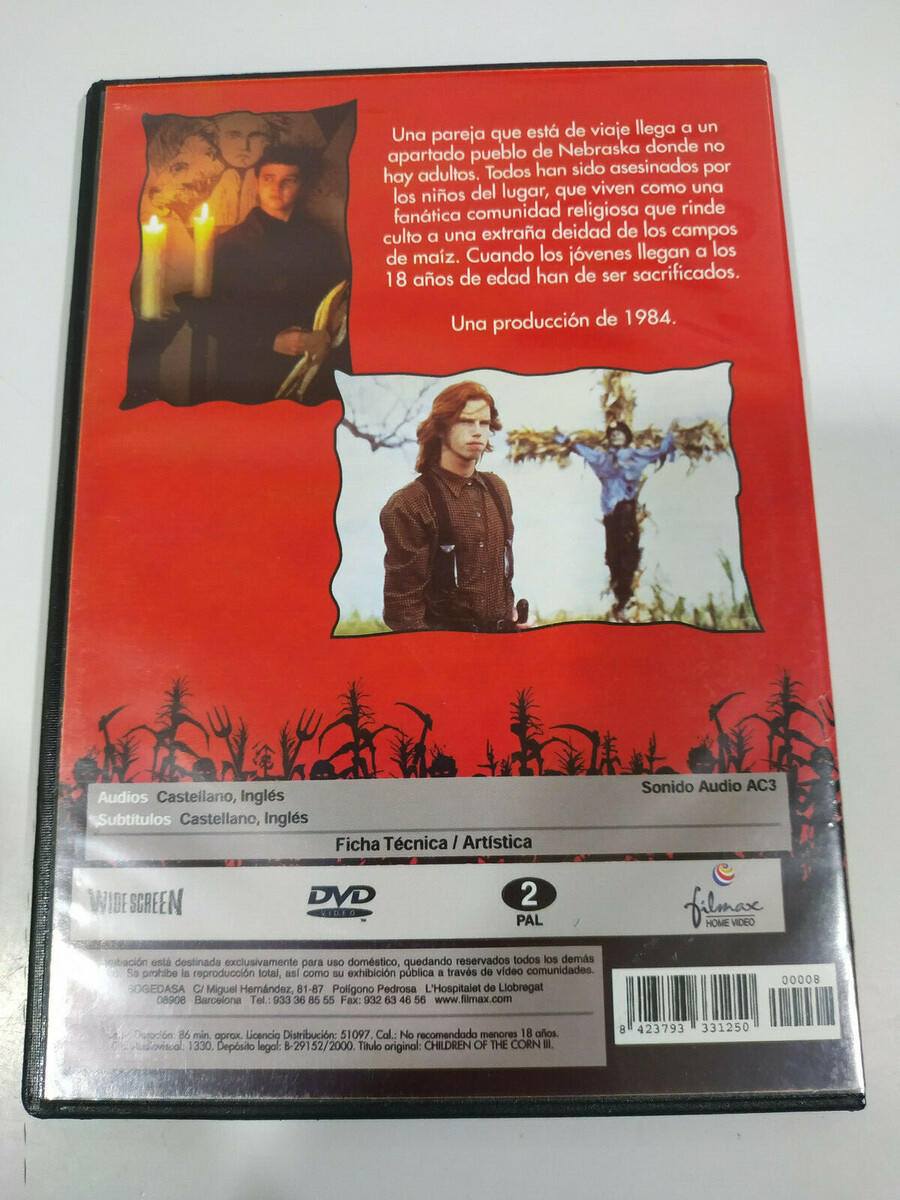 Una pareja que está de viaje llega a un
apartado pueblo de Nebraska donde no
hay adultos. Todos han sido asesinados por
los niños del lugar, que viven como una
fanática comunidad religiosa que rinde
culto a una extraña deidad de los campos
de maíz. Cuando los jóvenes llegan a los
18 años de edad han de ser sacrificados.
Una producción de 1984.
Audios Castellano, Inglés
Sonido Audio AC3
Subtítulos Castellano, Inglés
Ficha Técnica / Artística
WIDESCREEN
DVD
VIDEO
TM
2
PAL
filmax
HOME VIDEO
está destinada exclusivamente para uso doméstico, quedando reservados todos los demás
Se prohibe la reproducción total, así como su exhibición pública a través de vídeo comunidades.
SOGEDASA C/ Miguel Hernández, 81-87 Polígono Pedrosa L'Hospitalet de Llobregat
08908 Barcelona Tel.: 933 36 85 55 Fax: 932 63 46 56 www.filmax.com
Duración: 86 min. aprox. Licencia Distribución: 51097. Cal.: No recomendada menores 18 años.
1330. Depósito legal: B-29152/2000. Título original: CHILDREN OF THE CORN III.
00008
8 423793 331250